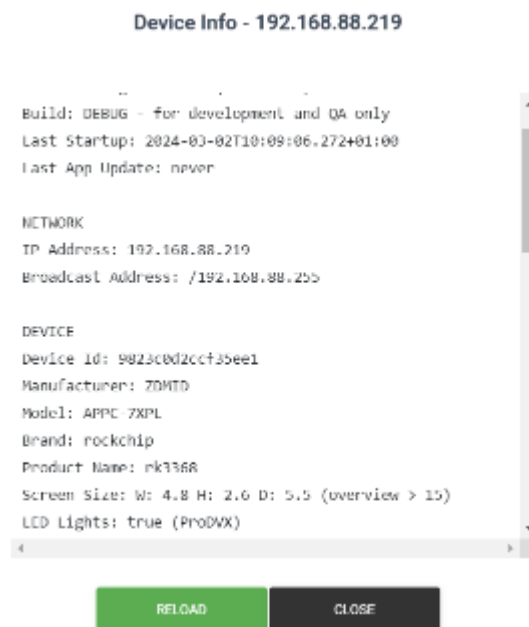 Device Info - 192.168.88.219
Build: DEBUG - for development and QA only
Last Startup: 2024-03-02T10:09:06.272+01:00
Last App Update: never
NETWORK
IP Address: 192.168.88.219
Broadcast Address: /192.168.88.255
DEVICE
Device Id: 9823c0d2ccf35ee1
Manufacturer: ZDMID
Model: APPC-7XPL
Brand: rockchip
Product Name: rk3368
Screen Size: W: 4.8 H: 2.6 D: 5.5 (overview > 15)
LED Lights: true (ProDVX)
RELOAD
CLOSE